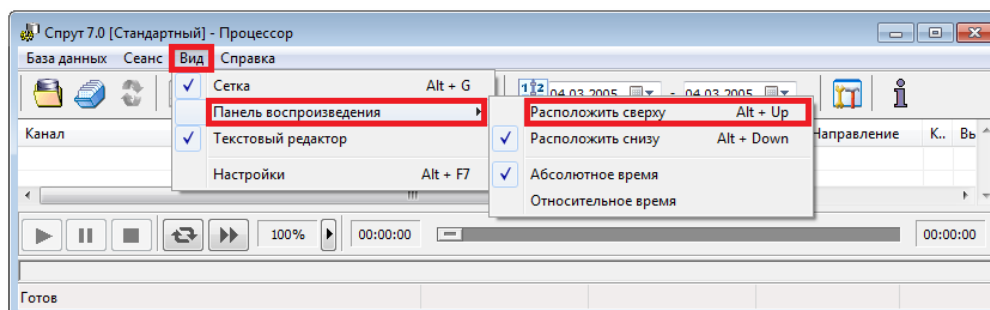 Спрут 7.0 [Стандартный] - Процессор
База данных Сеанс Вид Справка
Сетка Alt + G
04.03.2005 - 04.03.2005
Панель воспроизведения
Расположить сверху Alt + Up
Канал
Текстовый редактор
Расположить снизу Alt + Down
Направление К.. Вь
Настройки Alt + F7
Абсолютное время
Относительное время
100% 00:00:00 00:00:00
Готов